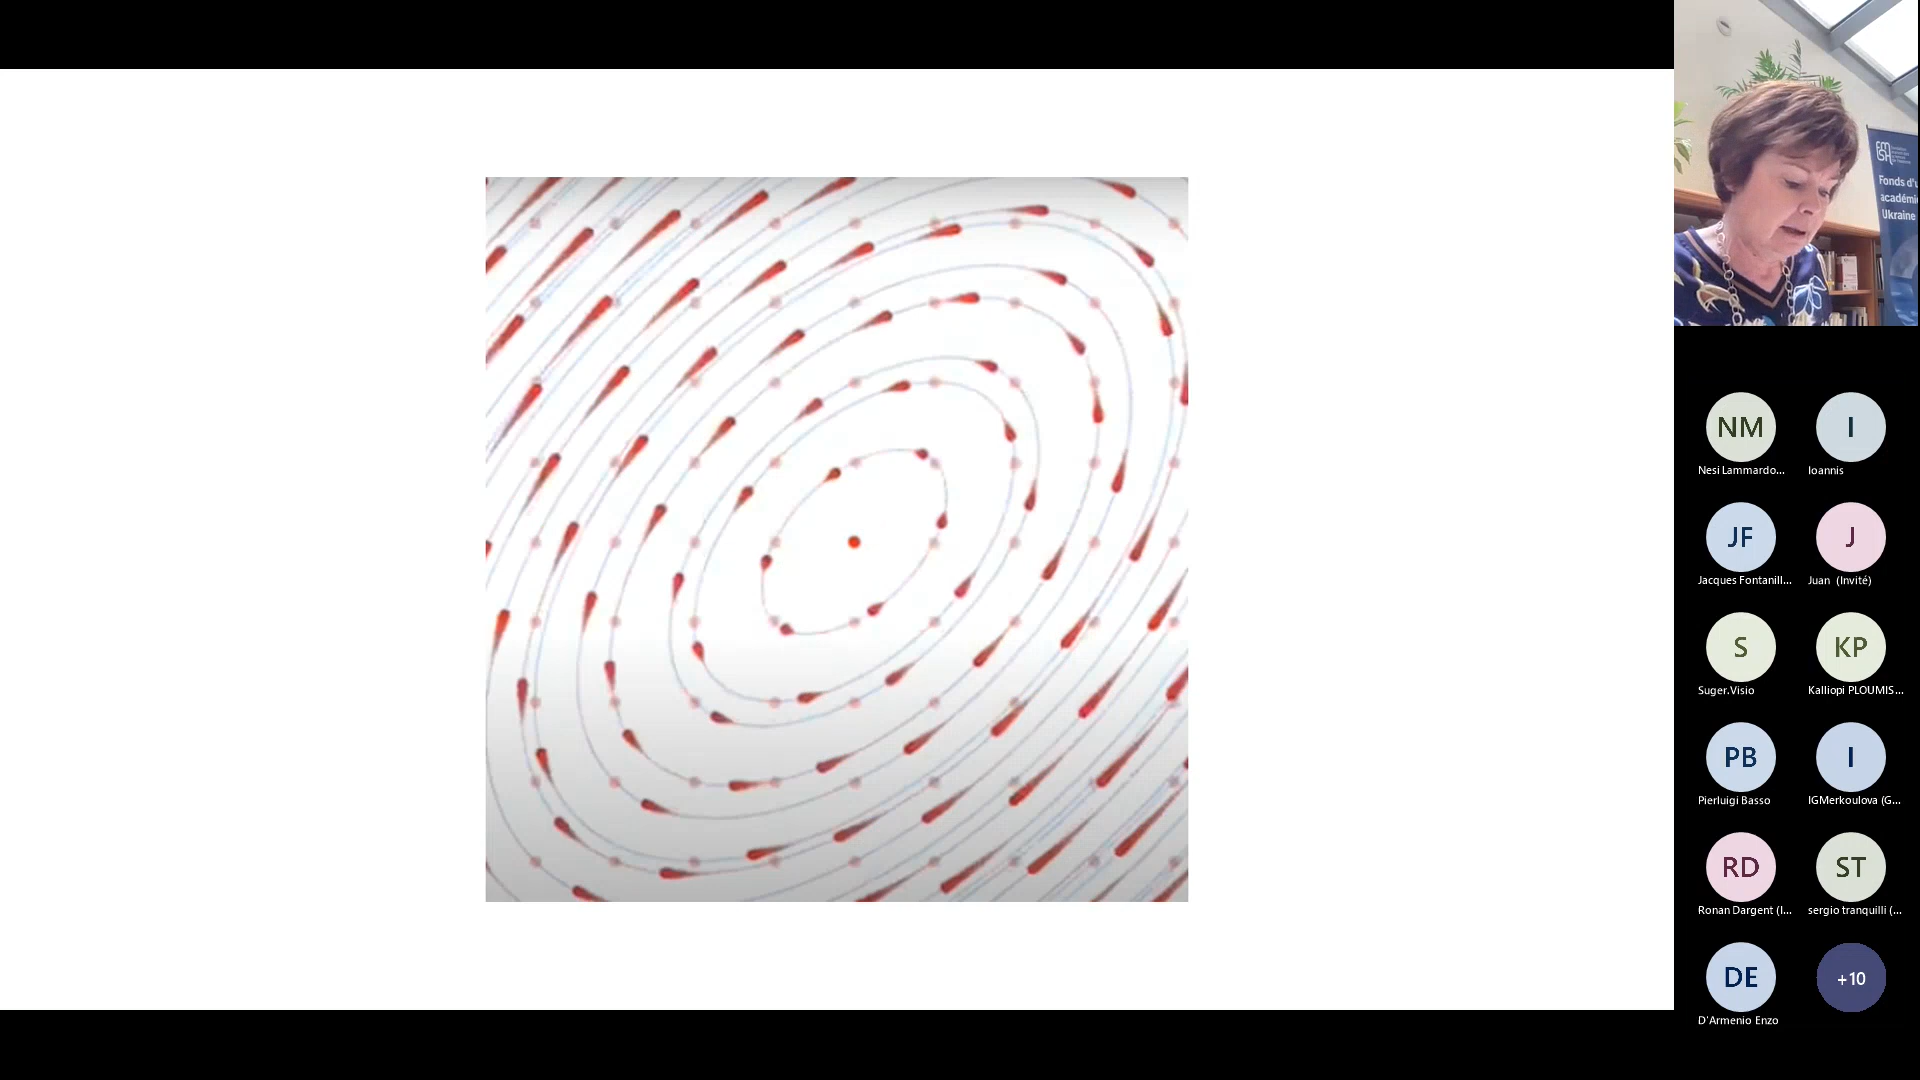 Fonds d'u
académi
Ukraine
NM
I
Nesi Lammardo...
Ioannis
JF
J
Jacques Fontanill...
Juan (Invité)
S
KP
Suger.Visio
Kalliopi PLOUMIS...
PB
I
Pierluigi Basso
IGMerkoulova (G...
RD
ST
Ronan Dargent (I...
sergio tranquilli (...
DE
+10
D'Armenio Enzo